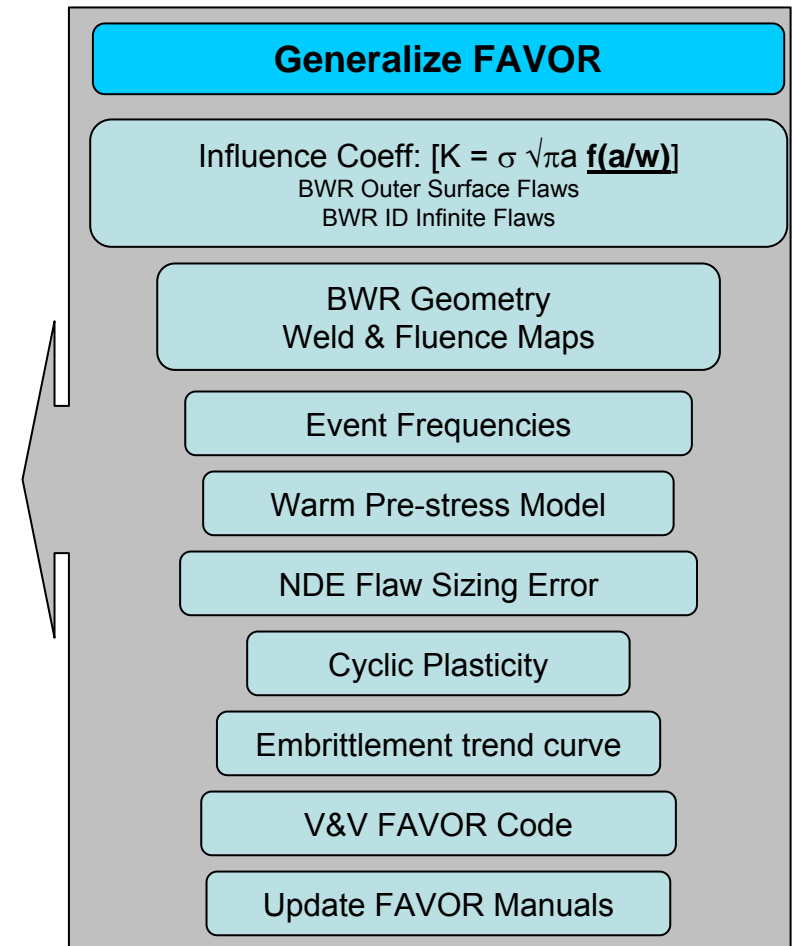 Generalize FAVOR
Influence Coeff: [K = σ √πa f(a/w)]
BWR Outer Surface Flaws
BWR ID Infinite Flaws
BWR Geometry
Weld & Fluence Maps
Event Frequencies
Warm Pre-stress Model
NDE Flaw Sizing Error
Cyclic Plasticity
Embrittlement trend curve
V&V FAVOR Code
Update FAVOR Manuals